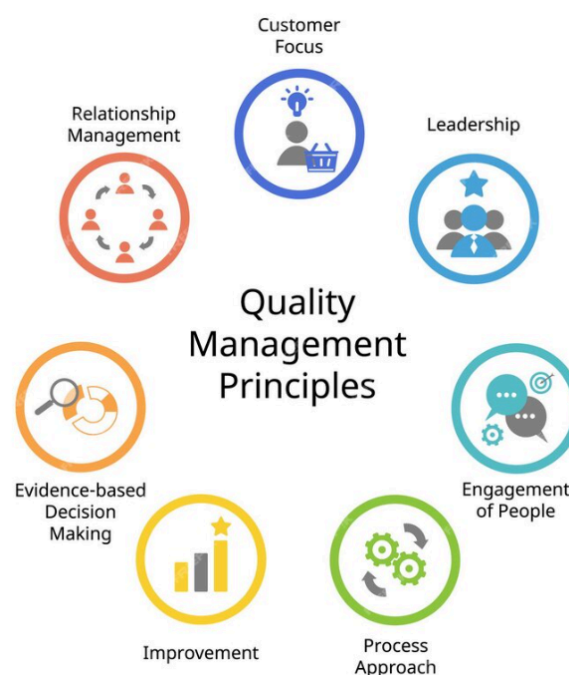 Customer
Focus
Leadership
Engagement
of People
Process
Approach
Improvement
Evidence-based
Decision
Making
Relationship
Management
Quality
Management
Principles